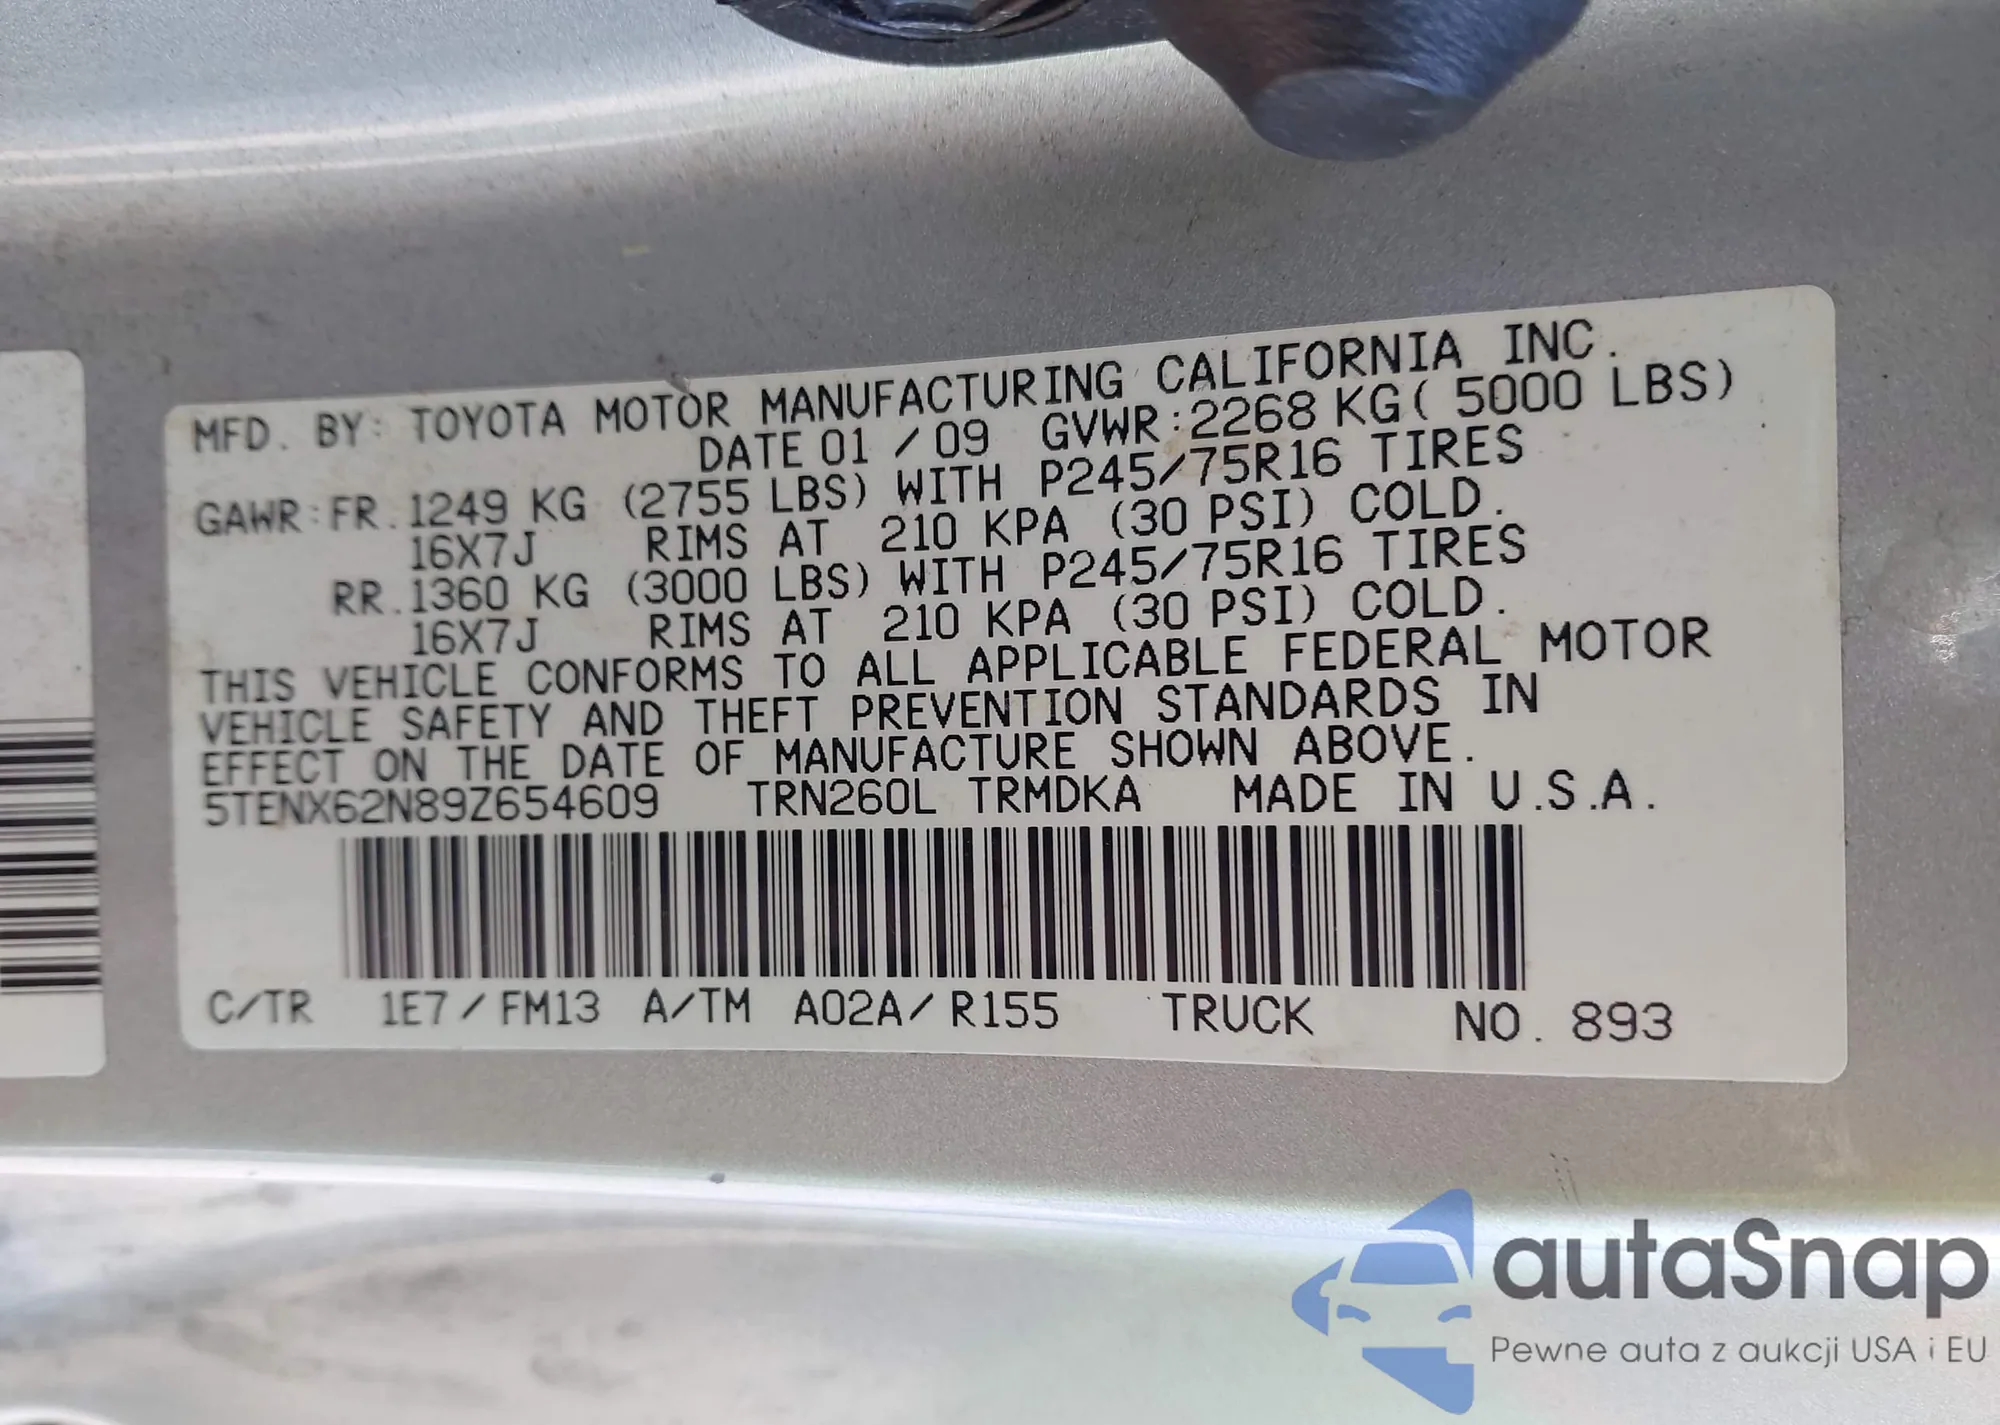 MFD. BY: TOYOTA MOTOR MANUFACTURING CALIFORNIA INC.
DATE 01 / 09 GVWR:2268 KG( 5000 LBS)
GAWR:FR.1249 KG (2755 LBS) WITH P245/75R16 TIRES
16X7J RIMS AT 210 KPA (30 PSI) COLD.
RR.1360 KG (3000 LBS) WITH P245/75R16 TIRES
16X7J RIMS AT 210 KPA (30 PSI) COLD.
THIS VEHICLE CONFORMS TO ALL APPLICABLE FEDERAL MOTOR
VEHICLE SAFETY AND THEFT PREVENTION STANDARDS IN
EFFECT ON THE DATE OF MANUFACTURE SHOWN ABOVE.
5TENX62N89Z654609 TRN260L TRMDKA MADE IN U.S.A.
C/TR 1E7/FM13 A/TM A02A/R155 TRUCK NO. 893
autaSnap
Pewne auta z aukcji USA i EU